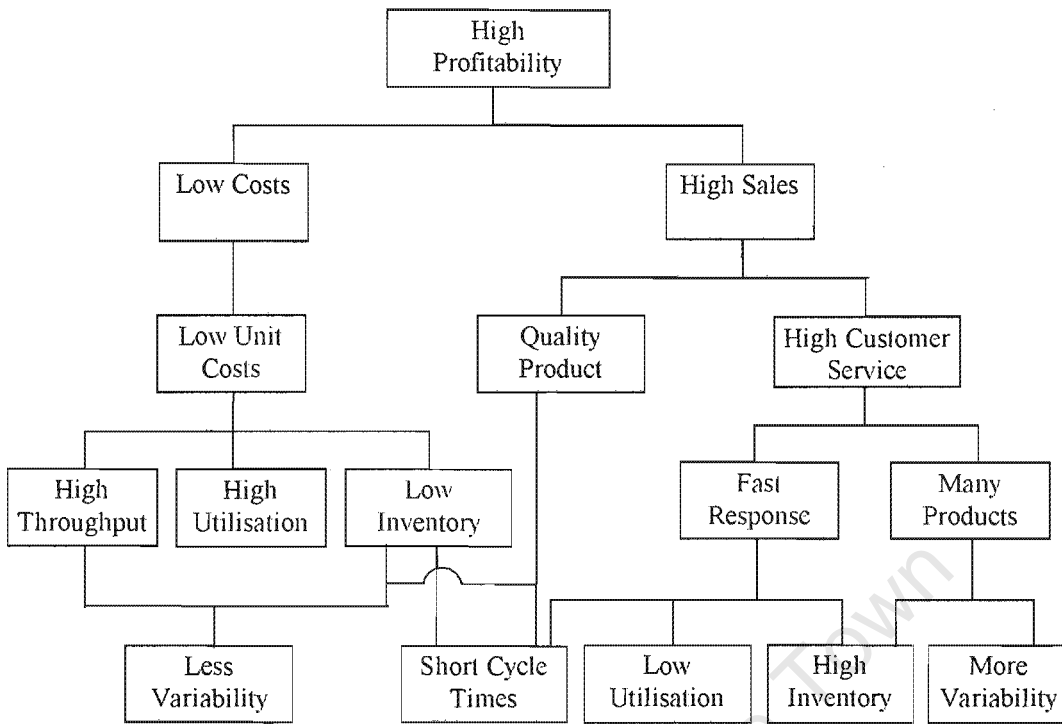 High
Profitability
Low Costs
High Sales
Low Unit
Costs
Quality
Product
High Customer
Service
High
Throughput
High
Utilisation
Low
Inventory
Fast
Response
Many
Products
Less
Variability
Short Cycle
Times
Low
Utilisation
High
Inventory
More
Variability
Town